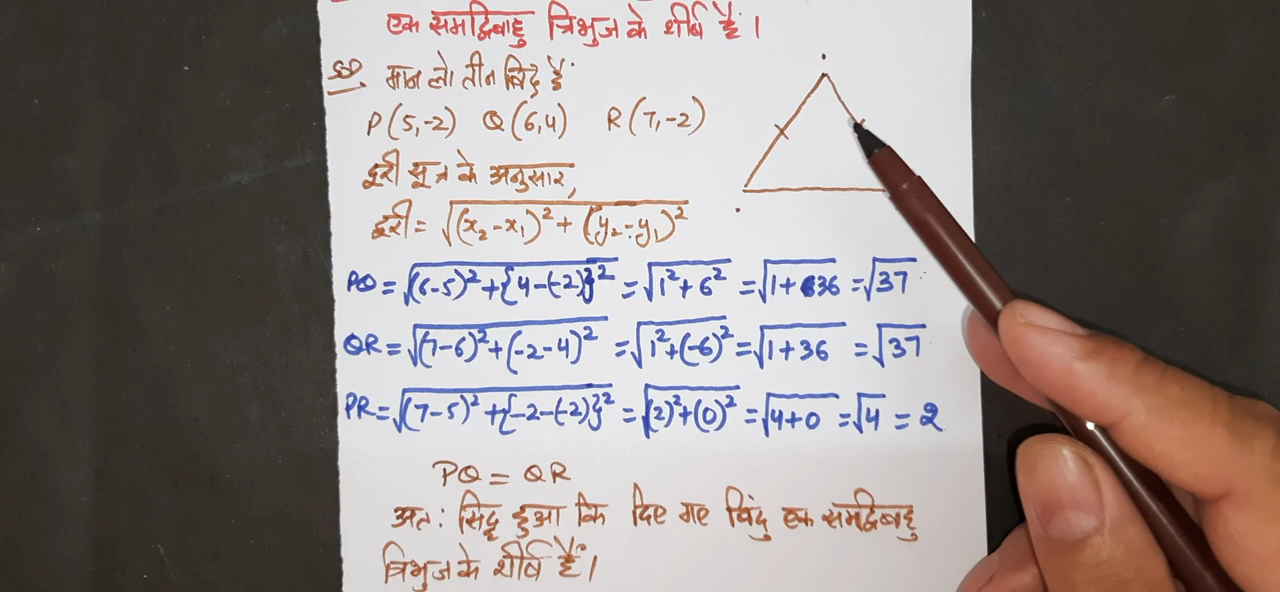 एक समद्विबाहु त्रिभुज के शीर्ष हैं।
Sol मान लो तीन बिंदु हैं
P(5,-2) Q(6,4) R(7,-2)
दूरी सूत्र के अनुसार,
दूरी = √(x₂-x₁)² + (y₂-y₁)²
PQ = √(6-5)² + {4-(-2)}² = √1² + 6² = √1+36 = √37
QR = √(7-6)² + (-2-4)² = √1² + (-6)² = √1+36 = √37
PR = √(7-5)² + {-2-(-2)}² = √(2)² + (0)² = √4+0 = √4 = 2
PQ = QR
अत: सिद्ध हुआ कि दिए गए बिंदु एक समद्विबाहु
त्रिभुज के शीर्ष हैं।